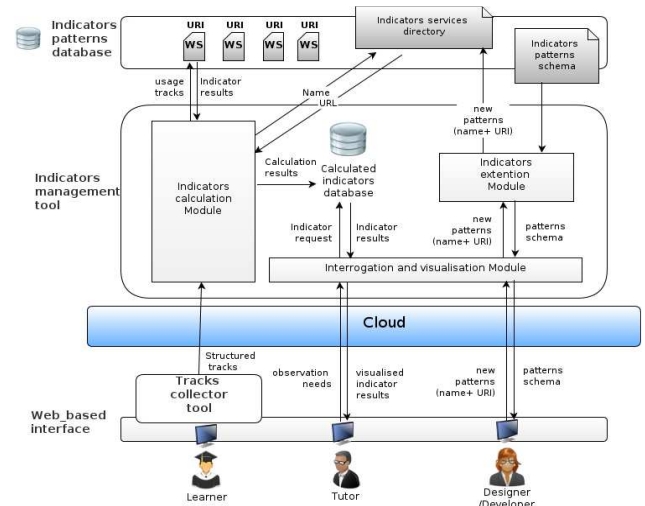 Indicators
patterns
database
URI URI URI URI
WS WS WS WS
Indicators services
directory
Indicators
patterns
schema
usage
tracks
Indicator
results
Name
URL
new
patterns
(name+ URI)
Indicators
management
tool
Indicators
calculation
Module
Calculation
results
Calculated
indicators
database
Indicators
extention
Module
Indicator
request
Indicator
results
new
patterns
(name+ URI)
patterns
schema
Interrogation and visualisation Module
Cloud
Structured
tracks
observation
needs
visualised
indicator
results
new
patterns
(name+ URI)
patterns
schema
Tracks
collector
tool
Web_based
interface
Learner
Tutor
Designer
/Developer